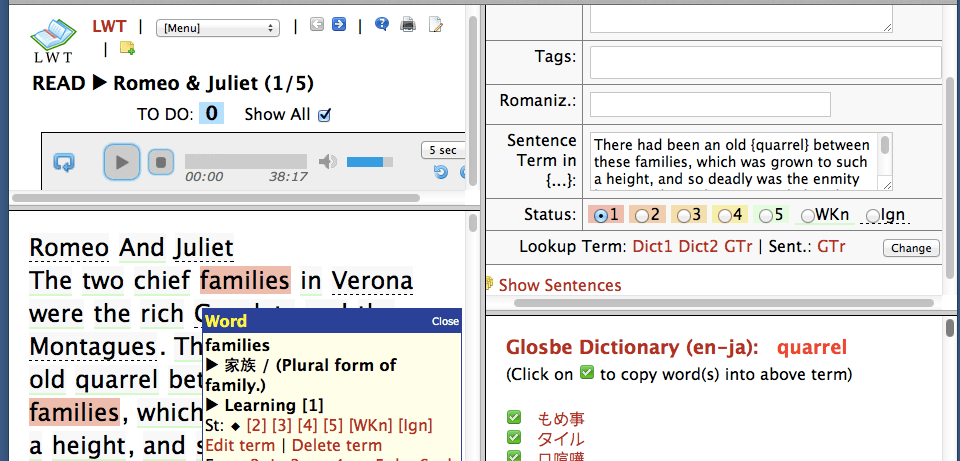 LWT | [Menu] |
LWT
|
READ ▶ Romeo & Juliet (1/5)
TO DO: 0 Show All
5 sec
00:00 38:17
Romeo And Juliet
The two chief families in Verona
were the rich
Montagues. Th
old quarrel bet
families, which
a height, and s
Word Close
families
▶ 家族 / (Plural form of
family.)
▶ Learning [1]
St: ◆ [2] [3] [4] [5] [WKn] [Ign]
Edit term | Delete term
Tags:
Romaniz.:
Sentence
Term in
{...}:
There had been an old {quarrel} between
these families, which was grown to such
a height, and so deadly was the enmity
Status: 1 2 3 4 5 WKn Ign
Lookup Term: Dict1 Dict2 GTr | Sent.: GTr Change
Show Sentences
Glosbe Dictionary (en-ja): quarrel
(Click on ✅ to copy word(s) into above term)
もめ事
タイル
口喧嘩